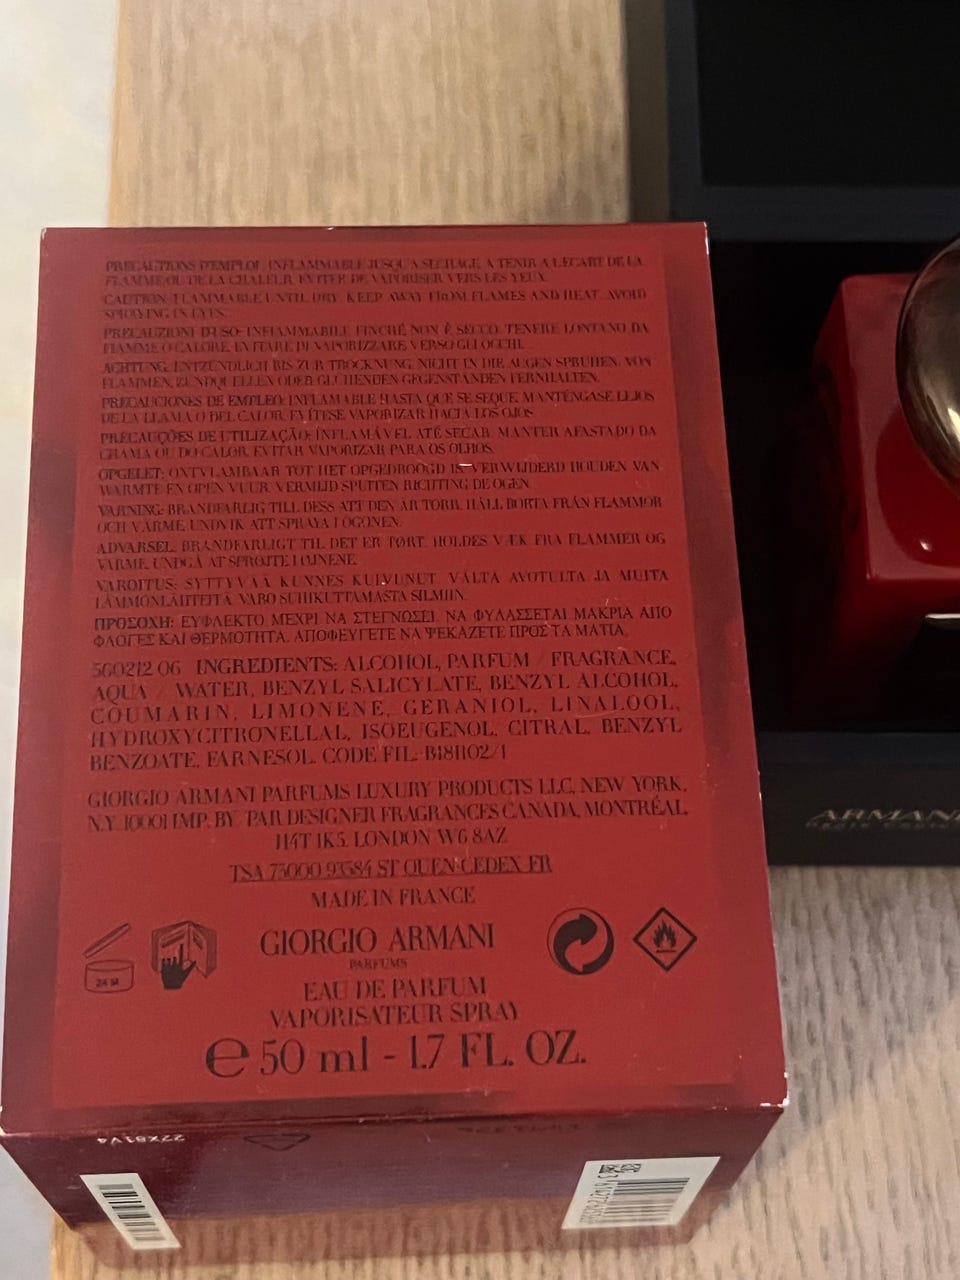 PRECAUTIONS D'EMPLOI: INFLAMMABLE JUSQU'A SECHAGE. A TENIR A L'ECART DE LA
FLAMME OU DE LA CHALEUR. EVITER DE VAPORISER VERS LES YEUX.
CAUTION: FLAMMABLE UNTIL DRY. KEEP AWAY FROM FLAMES AND HEAT. AVOID
SPRAYING IN EYES.
PRECAUZIONI D'USO: INFIAMMABILE FINCHÉ NON È SECCO. TENERE LONTANO DA
FIAMME O CALORE. EVITARE DI VAPORIZZARE VERSO GLI OCCHI.
ACHTUNG: ENTZÜNDLICH BIS ZUR TROCKNUNG. NICHT IN DIE AUGEN SPRÜHEN. VON
FLAMMEN, ZÜNDQUELLEN ODER GLÜHENDEN GEGENSTÄNDEN FERNHALTEN.
PRECAUCIONES DE EMPLEO: INFLAMABLE HASTA QUE SE SEQUE. MANTÉNGASE LEJOS
DE LA LLAMA O DEL CALOR. EVÍTESE VAPORIZAR HACIA LOS OJOS.
PRECAUÇÕES DE UTILIZAÇÃO: INFLAMÁVEL ATÉ SECAR. MANTER AFASTADO DA
CHAMA OU DO CALOR. EVITAR VAPORIZAR PARA OS OLHOS.
OPGELET: ONTVLAMBAAR TOT HET OPGEDROOGD IS. VERWIJDERD HOUDEN VAN
WARMTE EN OPEN VUUR. VERMIJD SPUITEN RICHTING DE OGEN.
VARNING: BRANDFARLIG TILL DESS ATT DEN ÄR TORR. HÅLL BORTA FRÅN FLAMMOR
OCH VÄRME. UNDVIK ATT SPRAYA I ÖGONEN.
ADVARSEL: BRANDFARLIGT TIL DET ER TØRT. HOLDES VÆK FRA FLAMMER OG
VARME. UNDGÅ AT SPRØJTE I ØJNENE.
VAROITUS: SYTTYVÄÄ KUNNES KUIVUNUT. VÄLTÄ AVOTULTA JA MUITA
LÄMMÖNLÄHTEITÄ. VARO SUIHKUTTAMASTA SILMIIN.
ΠΡΟΣΟΧΗ: ΕΥΦΛΕΚΤΟ ΜΕΧΡΙ ΝΑ ΣΤΕΓΝΩΣΕΙ. ΝΑ ΦΥΛΑΣΣΕΤΑΙ ΜΑΚΡΙΑ ΑΠΟ
ΦΛΟΓΕΣ ΚΑΙ ΘΕΡΜΟΤΗΤΑ. ΑΠΟΦΕΥΓΕΤΕ ΝΑ ΨΕΚΑΖΕΤΕ ΠΡΟΣ ΤΑ ΜΑΤΙΑ.
560212 06 INGREDIENTS: ALCOHOL, PARFUM / FRAGRANCE,
AQUA / WATER, BENZYL SALICYLATE, BENZYL ALCOHOL,
COUMARIN, LIMONENE, GERANIOL, LINALOOL,
HYDROXYCITRONELLAL, ISOEUGENOL, CITRAL, BENZYL
BENZOATE, FARNESOL. CODE FIL: B181102/1
GIORGIO ARMANI PARFUMS LUXURY PRODUCTS LLC, NEW YORK,
N.Y. 10001 IMP. BY / PAR DESIGNER FRAGRANCES CANADA, MONTRÉAL,
H4T 1K5. LONDON W6 8AZ
TSA 75000 93584 ST OUEN CEDEX FR
MADE IN FRANCE
24 M
GIORGIO ARMANI
PARFUMS
EAU DE PARFUM
VAPORISATEUR SPRAY
e 50 ml - 1.7 FL. OZ.
27X81V4
ARMANI